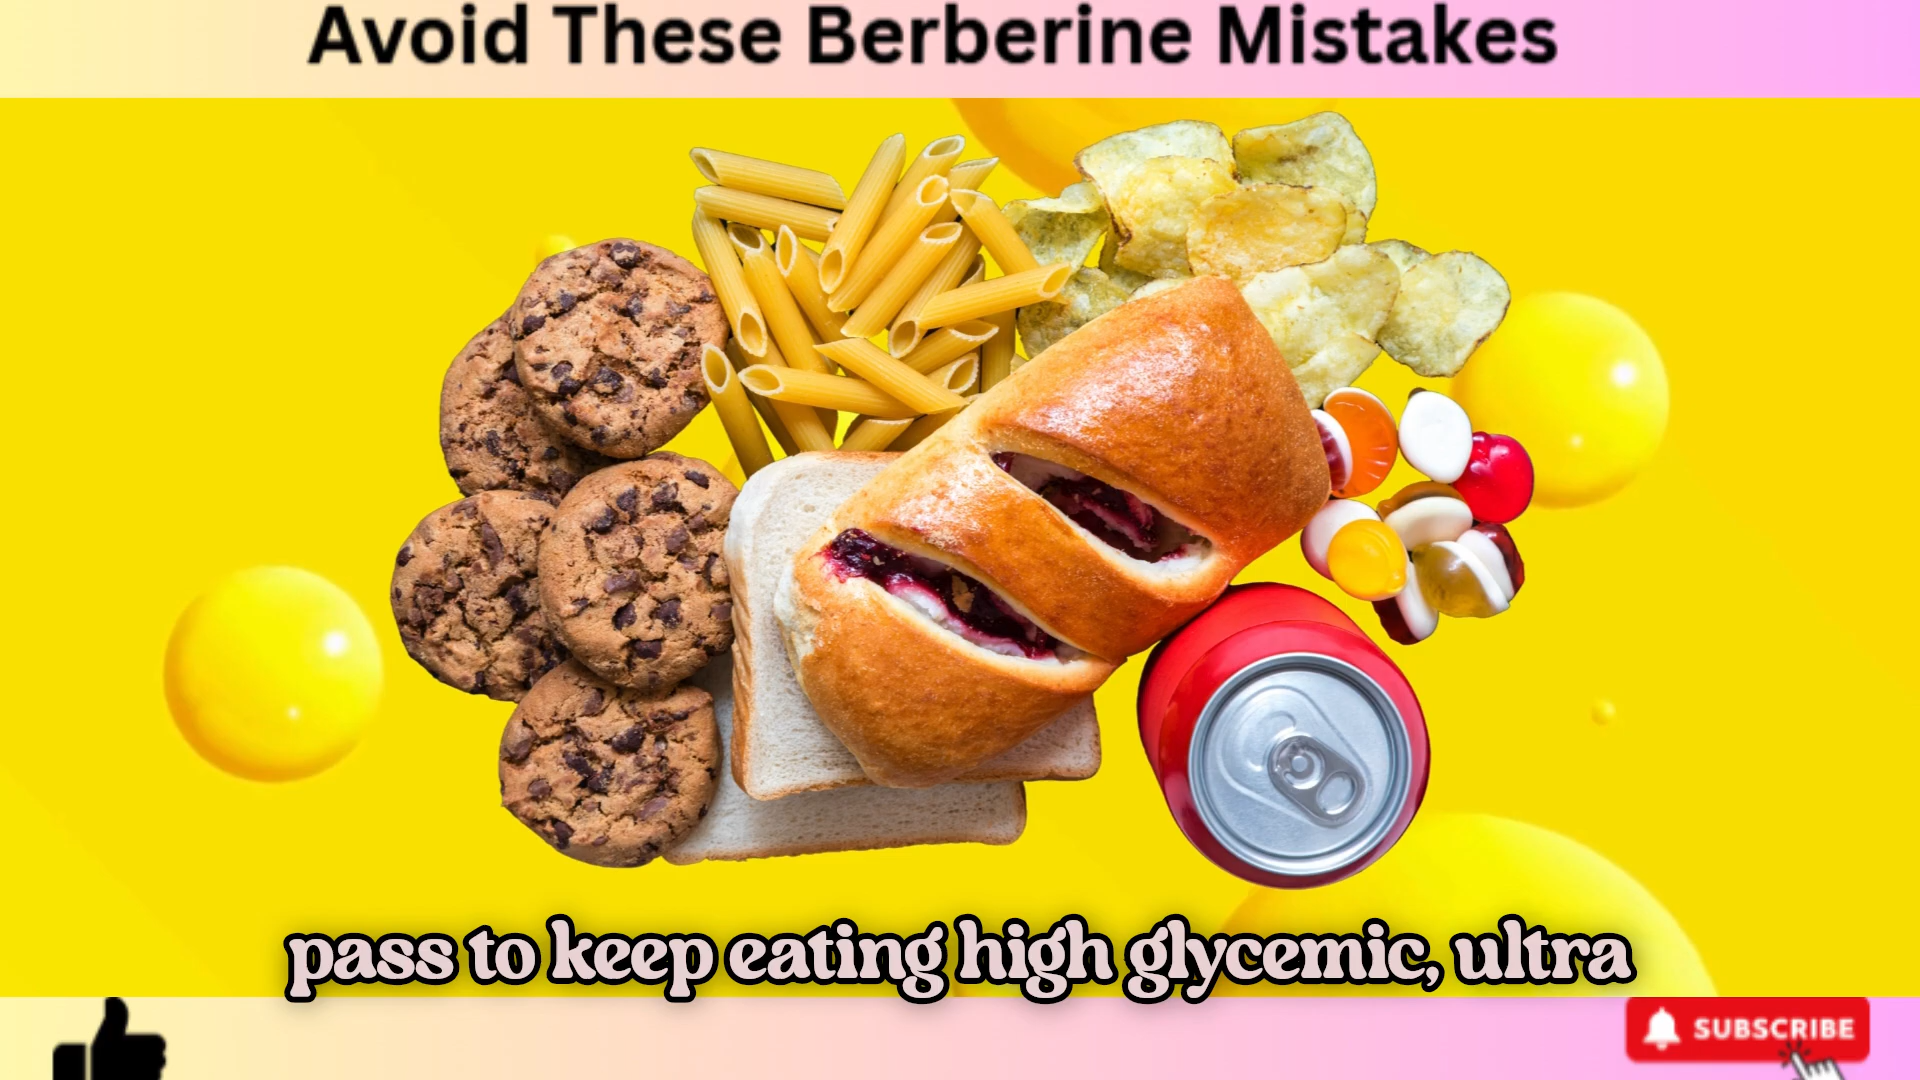 Avoid These Berberine Mistakes
pass to keep eating high glycemic, ultra
SUBSCRIBE